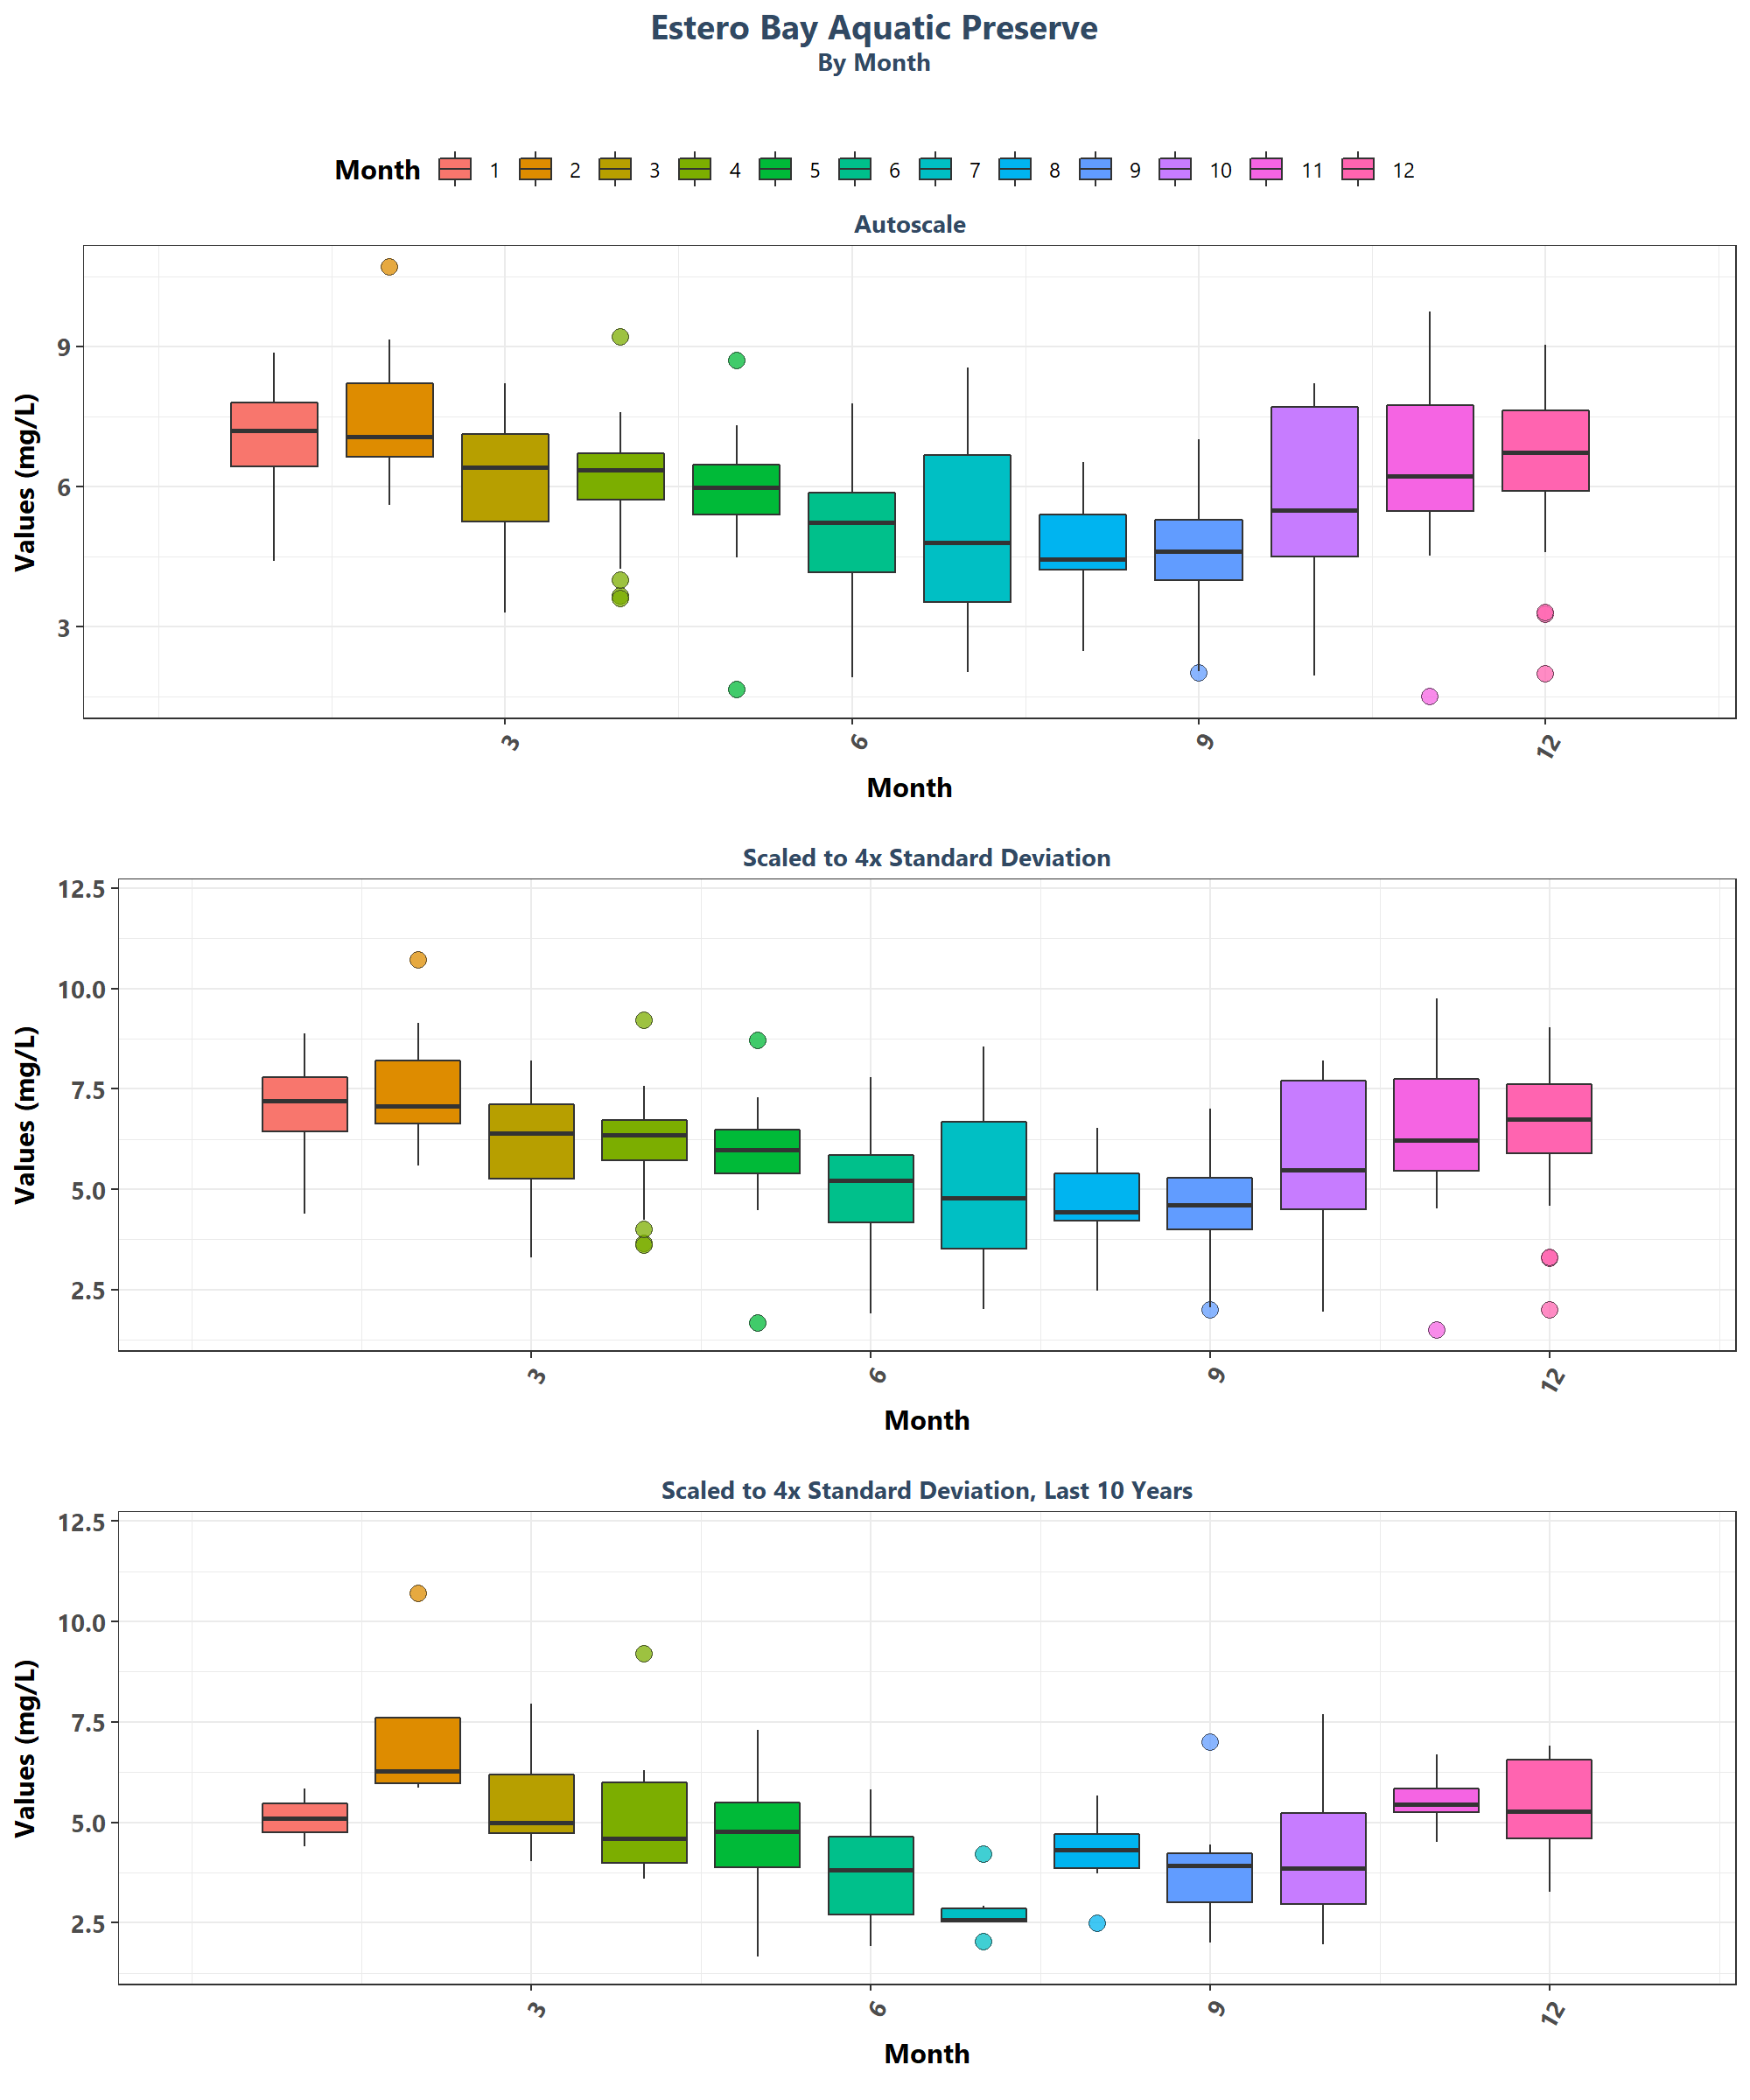 Estero Bay Aquatic Preserve
By Month
Month 1 2 3 4 5 6 7 8 9 10 11 12
Autoscale
Values (mg/L)
9
6
3
3 6 9 12
Month
Scaled to 4x Standard Deviation
Values (mg/L)
12.5
10.0
7.5
5.0
2.5
3 6 9 12
Month
Scaled to 4x Standard Deviation, Last 10 Years
Values (mg/L)
12.5
10.0
7.5
5.0
2.5
3 6 9 12
Month